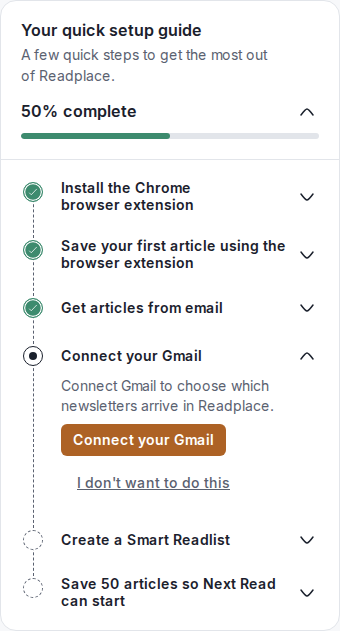 Your quick setup guide
A few quick steps to get the most out
of Readplace.
50% complete
Install the Chrome
browser extension
Save your first article using the
browser extension
Get articles from email
Connect your Gmail
Connect Gmail to choose which
newsletters arrive in Readplace.
Connect your Gmail
I don't want to do this
Create a Smart Readlist
Save 50 articles so Next Read
can start